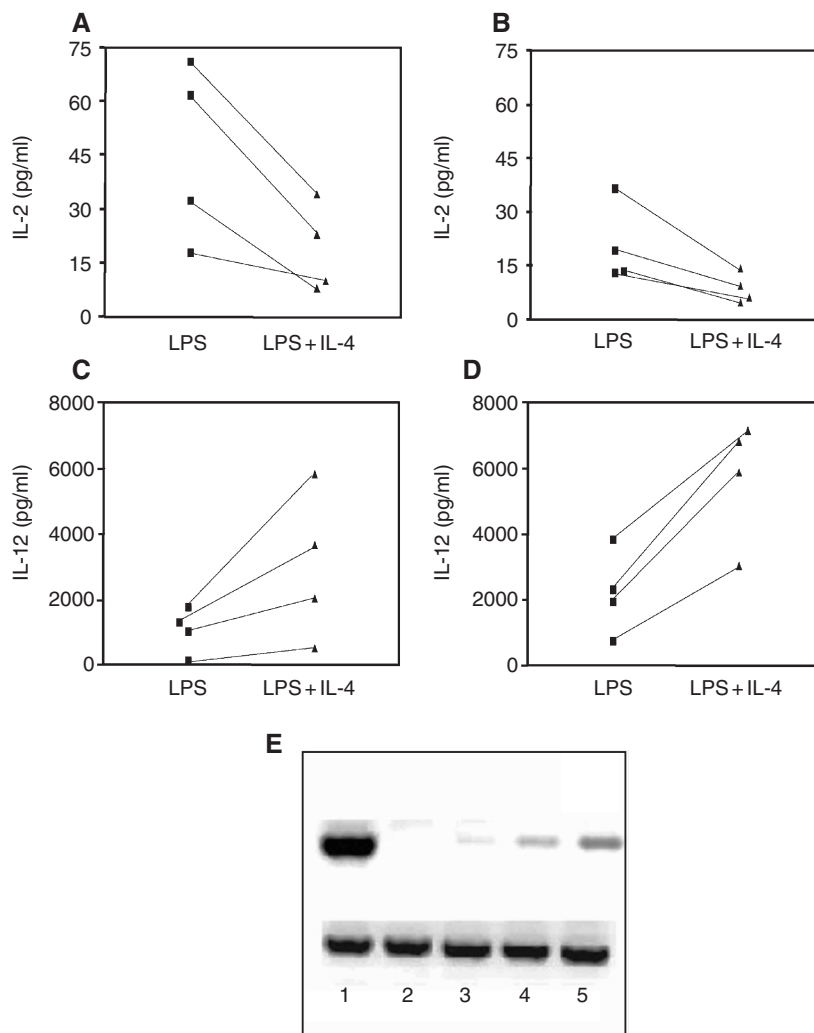 A
75
60
45
30
15
0
IL-2 (pg/ml)
LPS
LPS + IL-4
B
75
60
45
30
15
0
IL-2 (pg/ml)
LPS
LPS + IL-4
C
8000
6000
4000
2000
0
IL-12 (pg/ml)
LPS
LPS + IL-4
D
8000
6000
4000
2000
0
IL-12 (pg/ml)
LPS
LPS + IL-4
E
1 2 3 4 5